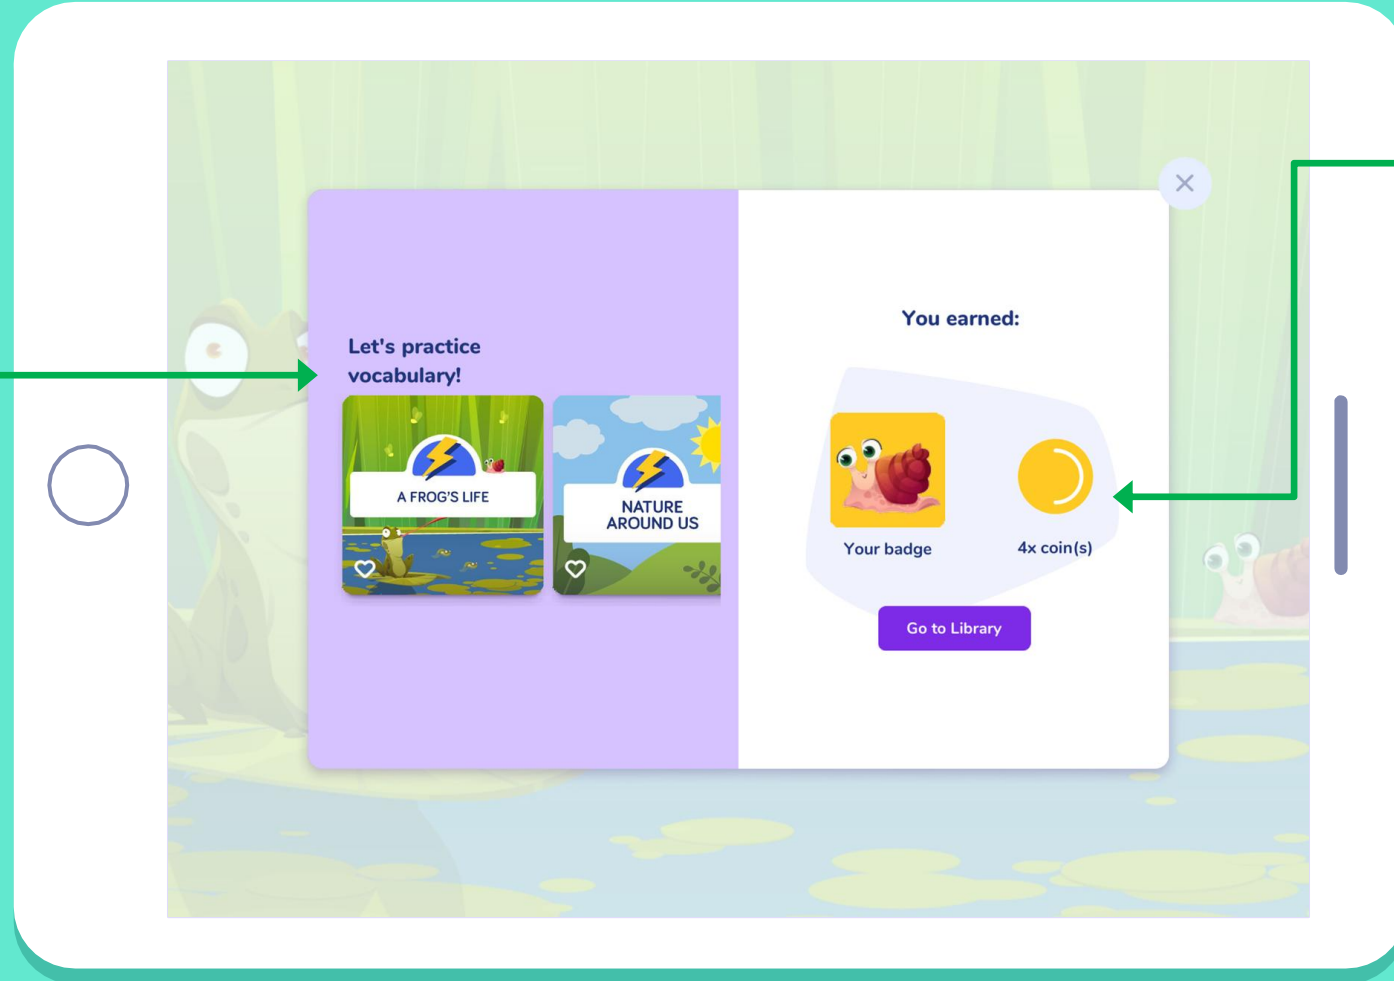 Let's practice
vocabulary!
A FROG'S LIFE
NATURE
AROUND US
You earned:
Your badge
4x coin(s)
Go to Library